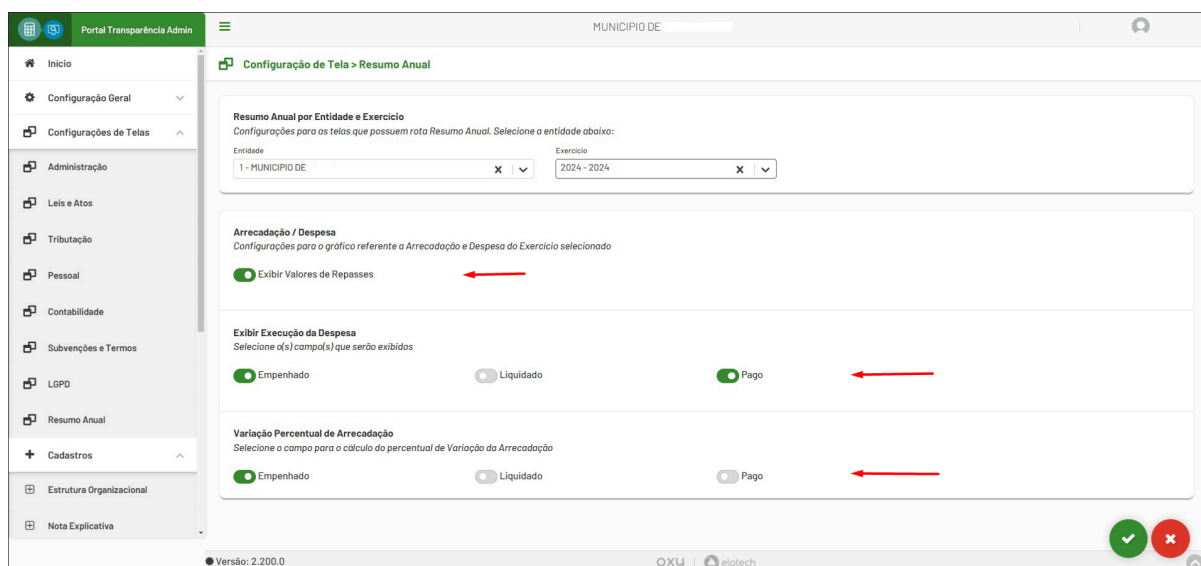 Portal Transparência Admin
MUNICIPIO DE
Início
Configuração Geral
Configurações de Telas
Administração
Leis e Atos
Tributação
Pessoal
Contabilidade
Subvenções e Termos
LGPD
Resumo Anual
Cadastros
Estrutura Organizacional
Nota Explicativa
Configuração de Tela > Resumo Anual
Resumo Anual por Entidade e Exercício
Configurações para as telas que possuem rota Resumo Anual. Selecione a entidade abaixo:
Entidade Exercício
1 - MUNICIPIO DE 2024 - 2024
Arrecadação / Despesa
Configurações para o gráfico referente a Arrecadação e Despesa do Exercício selecionado
Exibir Valores de Repasses
Exibir Execução da Despesa
Selecione o(s) campo(s) que serão exibidos
Empenhado Liquidado Pago
Variação Percentual de Arrecadação
Selecione o campo para o cálculo do percentual de Variação da Arrecadação
Empenhado Liquidado Pago
Versão: 2.200.0 oxy elotech